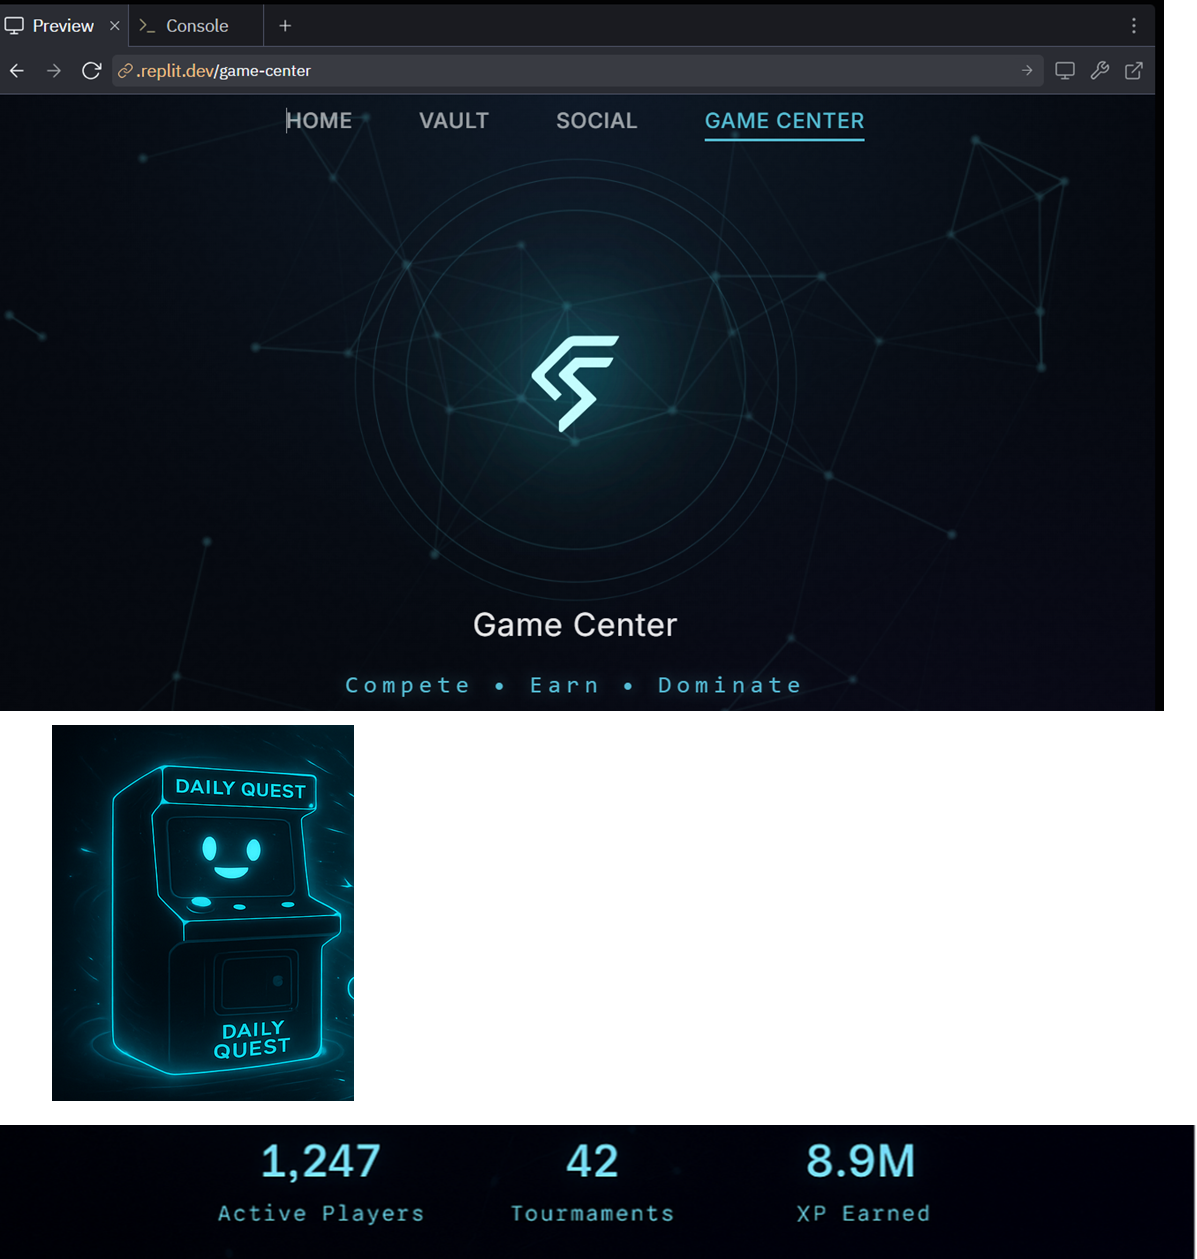 Preview
Console
.replit.dev/game-center
HOME VAULT SOCIAL GAME CENTER
Game Center
Compete • Earn • Dominate
DAILY QUEST
DAILY
QUEST
1,247 42 8.9M
Active Players Tourmaments XP Earned